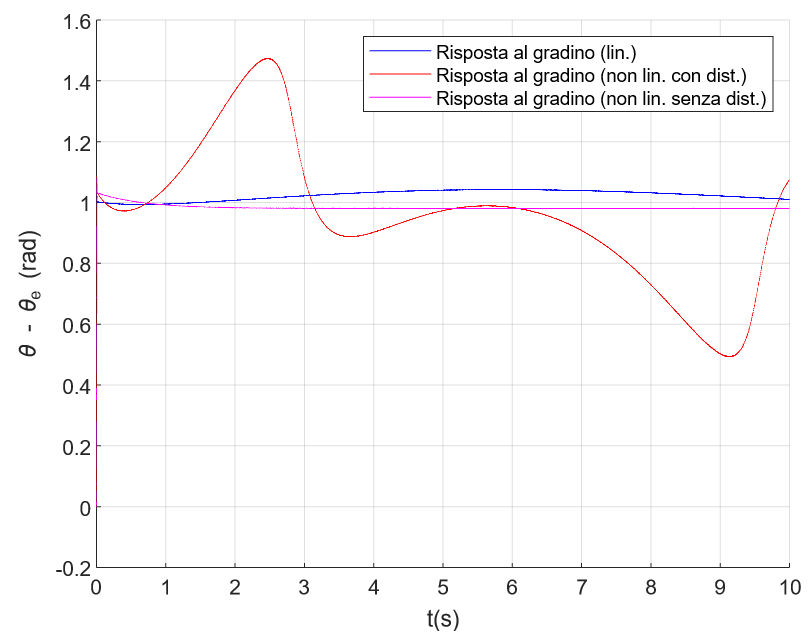 1.6
1.4
1.2
1
0.8
0.6
0.4
0.2
0
-0.2
θ - θe (rad)
Risposta al gradino (lin.)
Risposta al gradino (non lin. con dist.)
Risposta al gradino (non lin. senza dist.)
0 1 2 3 4 5 6 7 8 9 10
t(s)